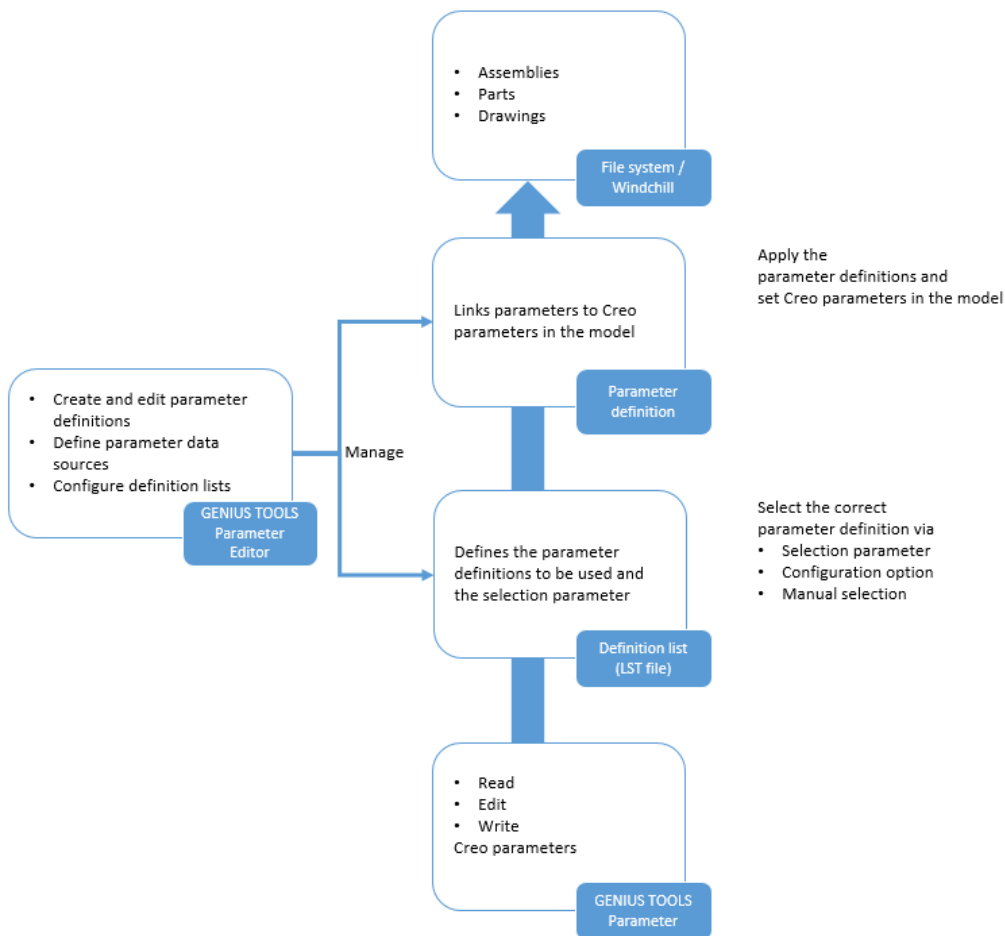 • Assemblies
• Parts
• Drawings
File system /
Windchill
Links parameters to Creo
parameters in the model
Parameter
definition
Apply the
parameter definitions and
set Creo parameters in the model
• Create and edit parameter
definitions
• Define parameter data
sources
• Configure definition lists
GENIUS TOOLS
Parameter
Editor
Manage
Defines the parameter
definitions to be used and
the selection parameter
Definition list
(LST file)
Select the correct
parameter definition via
• Selection parameter
• Configuration option
• Manual selection
• Read
• Edit
• Write
Creo parameters
GENIUS TOOLS
Parameter